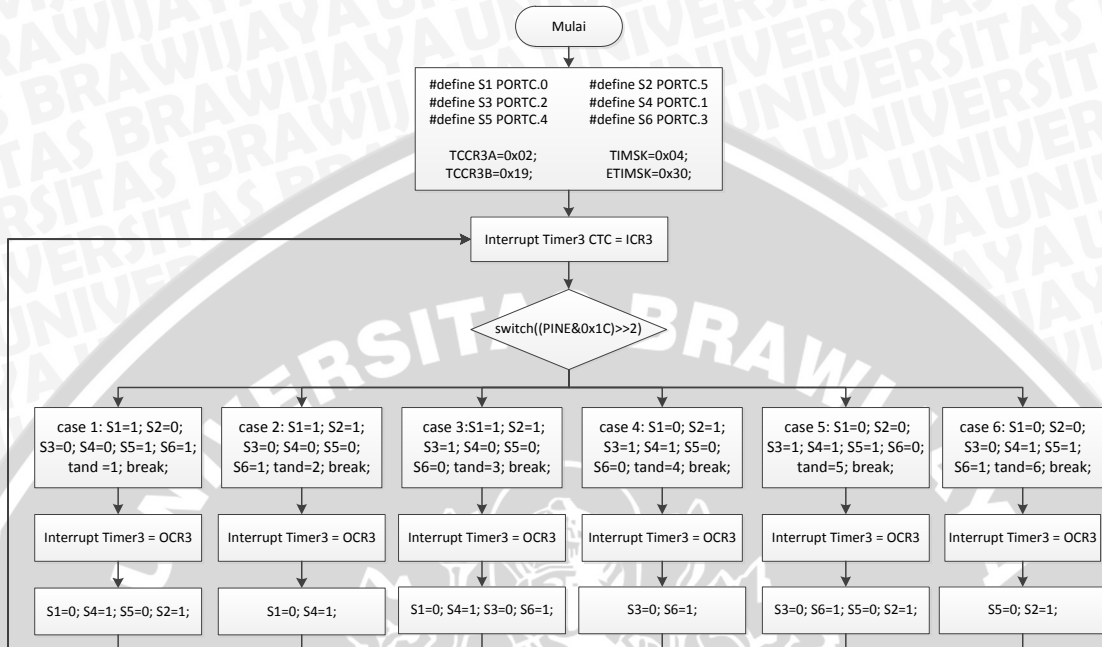 Mulai
#define S1 PORTC.0 #define S2 PORTC.5
#define S3 PORTC.2 #define S4 PORTC.1
#define S5 PORTC.4 #define S6 PORTC.3
TCCR3A=0x02; TIMSK=0x04;
TCCR3B=0x19; ETIMSK=0x30;
Interrupt Timer3 CTC = ICR3
switch((PINE&0x1C)>>2)
case 1: S1=1; S2=0;
S3=0; S4=0; S5=1; S6=1;
tand =1; break;
case 2: S1=1; S2=1;
S3=0; S4=0; S5=0;
S6=1; tand=2; break;
case 3:S1=1; S2=1;
S3=1; S4=0; S5=0;
S6=0; tand=3; break;
case 4: S1=0; S2=1;
S3=1; S4=1; S5=0;
S6=0; tand=4; break;
case 5: S1=0; S2=0;
S3=1; S4=1; S5=1; S6=0;
tand=5; break;
case 6: S1=0; S2=0;
S3=0; S4=1; S5=1;
S6=1; tand=6; break;
Interrupt Timer3 = OCR3
Interrupt Timer3 = OCR3
Interrupt Timer3 = OCR3
Interrupt Timer3 = OCR3
Interrupt Timer3 = OCR3
Interrupt Timer3 = OCR3
S1=0; S4=1; S5=0; S2=1;
S1=0; S4=1;
S1=0; S4=1; S3=0; S6=1;
S3=0; S6=1;
S3=0; S6=1; S5=0; S2=1;
S5=0; S2=1;